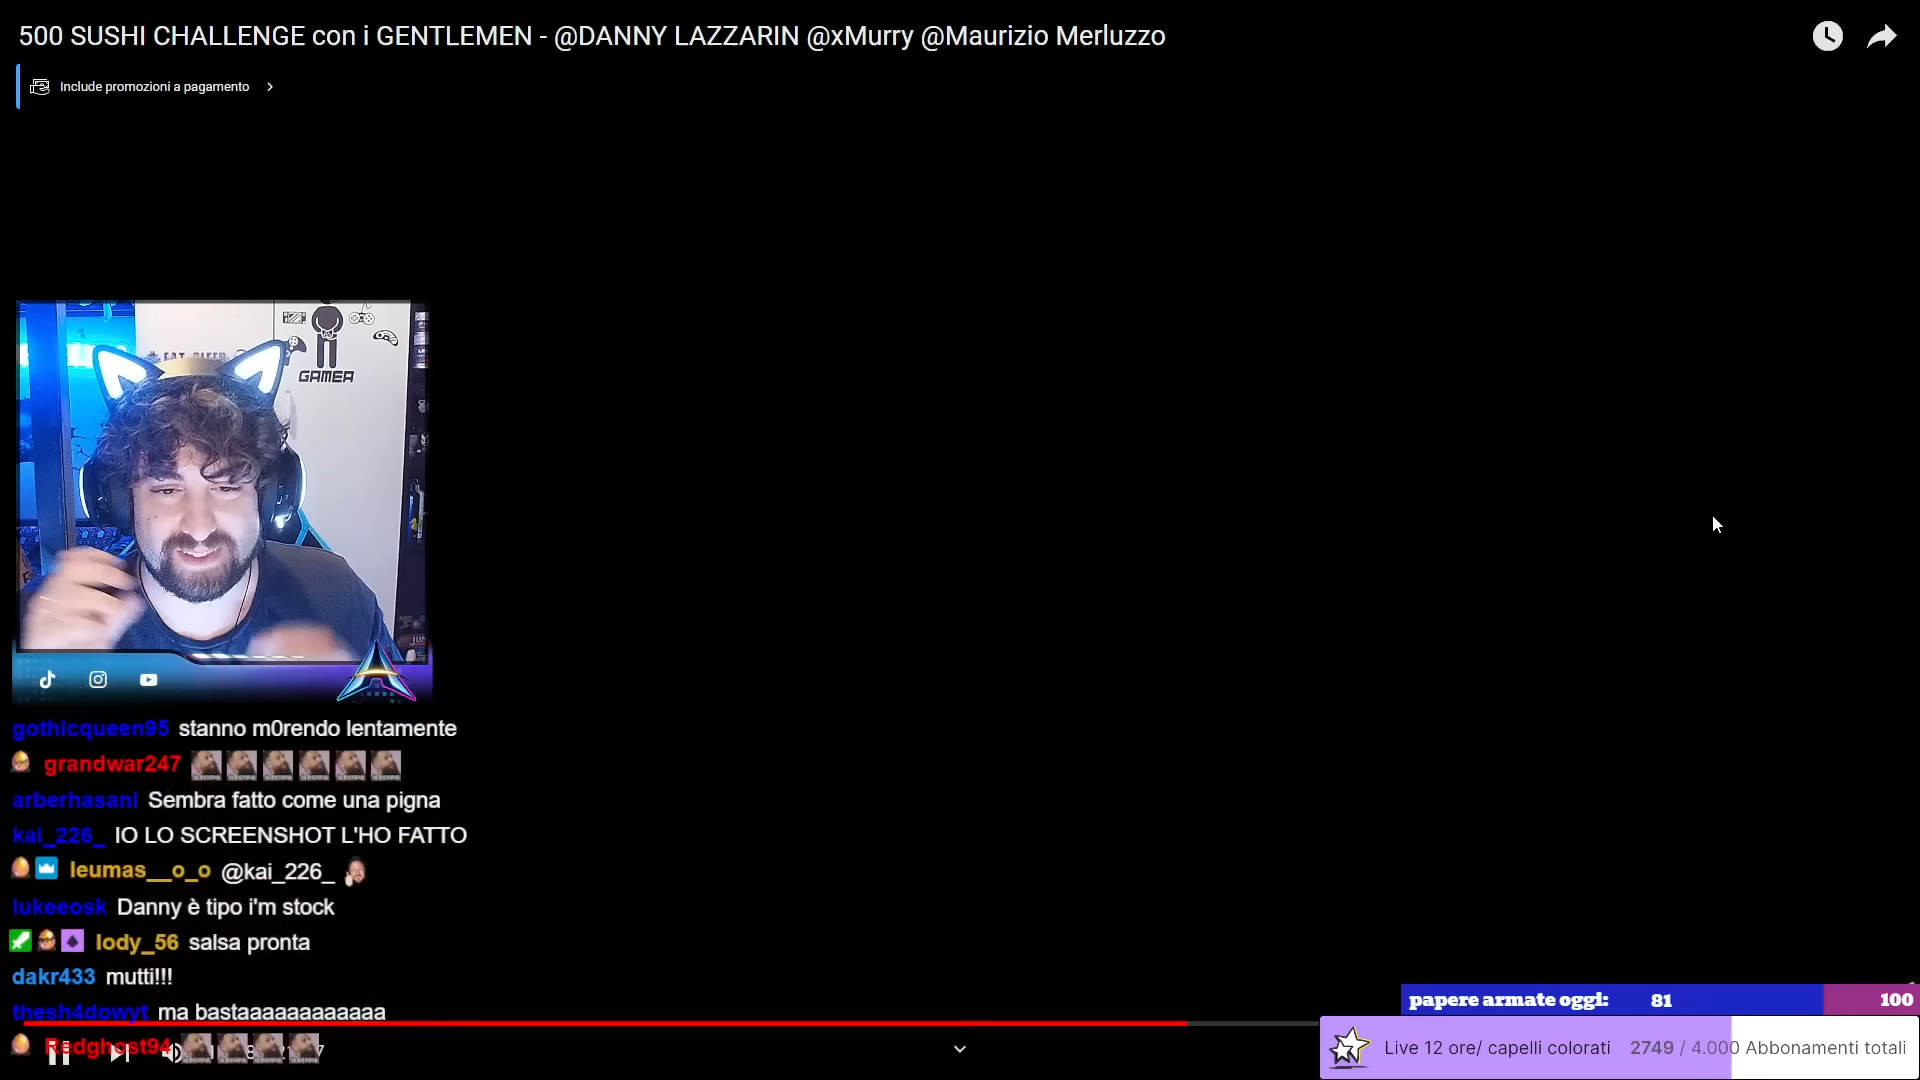 500 SUSHI CHALLENGE con i GENTLEMEN - @DANNY LAZZARIN @xMurry @Maurizio Merluzzo
Include promozioni a pagamento
EAT SLEEP
GAMER
gothicqueen95 stanno m0rendo lentamente
grandwar247
arberhasani Sembra fatto come una pigna
kai_226_ IO LO SCREENSHOT L'HO FATTO
leumas__o_o @kai_226_
lukeeosk Danny è tipo i'm stock
lody_56 salsa pronta
dakr433 mutti!!!
thesh4dowyt ma bastaaaaaaaaaaaa
Redghost94
papere armate oggi: 81 100
Live 12 ore/ capelli colorati 2749 / 4.000 Abbonamenti totali